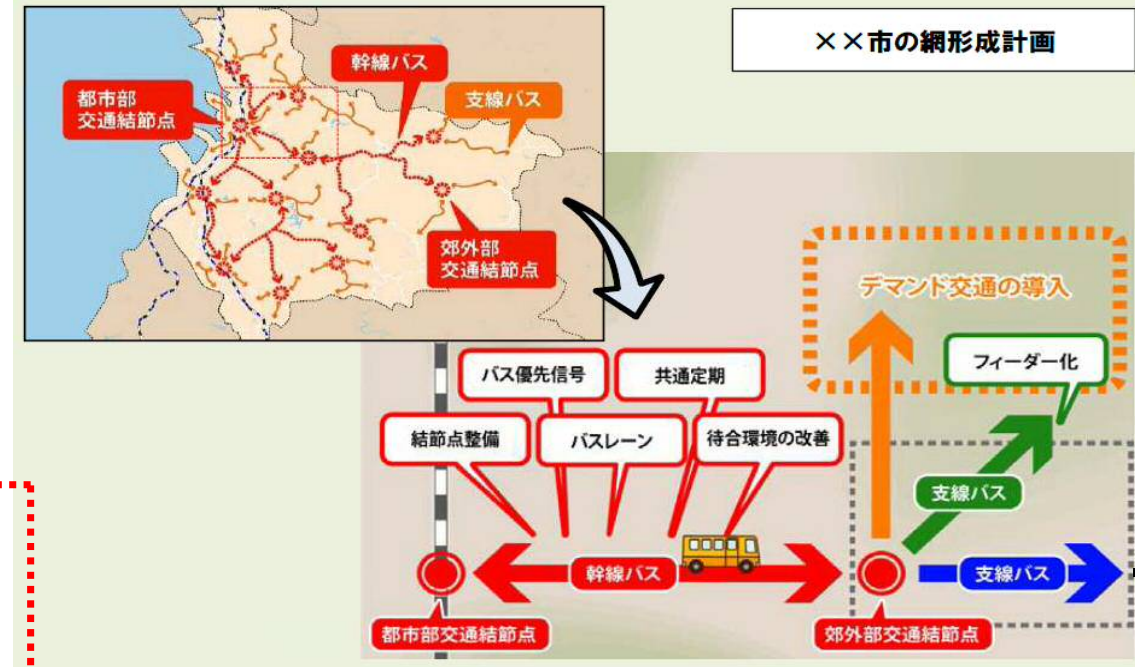 ××市の網形成計画
幹線バス
支線バス
都市部
交通結節点
郊外部
交通結節点
デマンド交通の導入
フィーダー化
バス優先信号
共通定期
結節点整備
バスレーン
待合環境の改善
支線バス
幹線バス
支線バス
都市部交通結節点
郊外部交通結節点